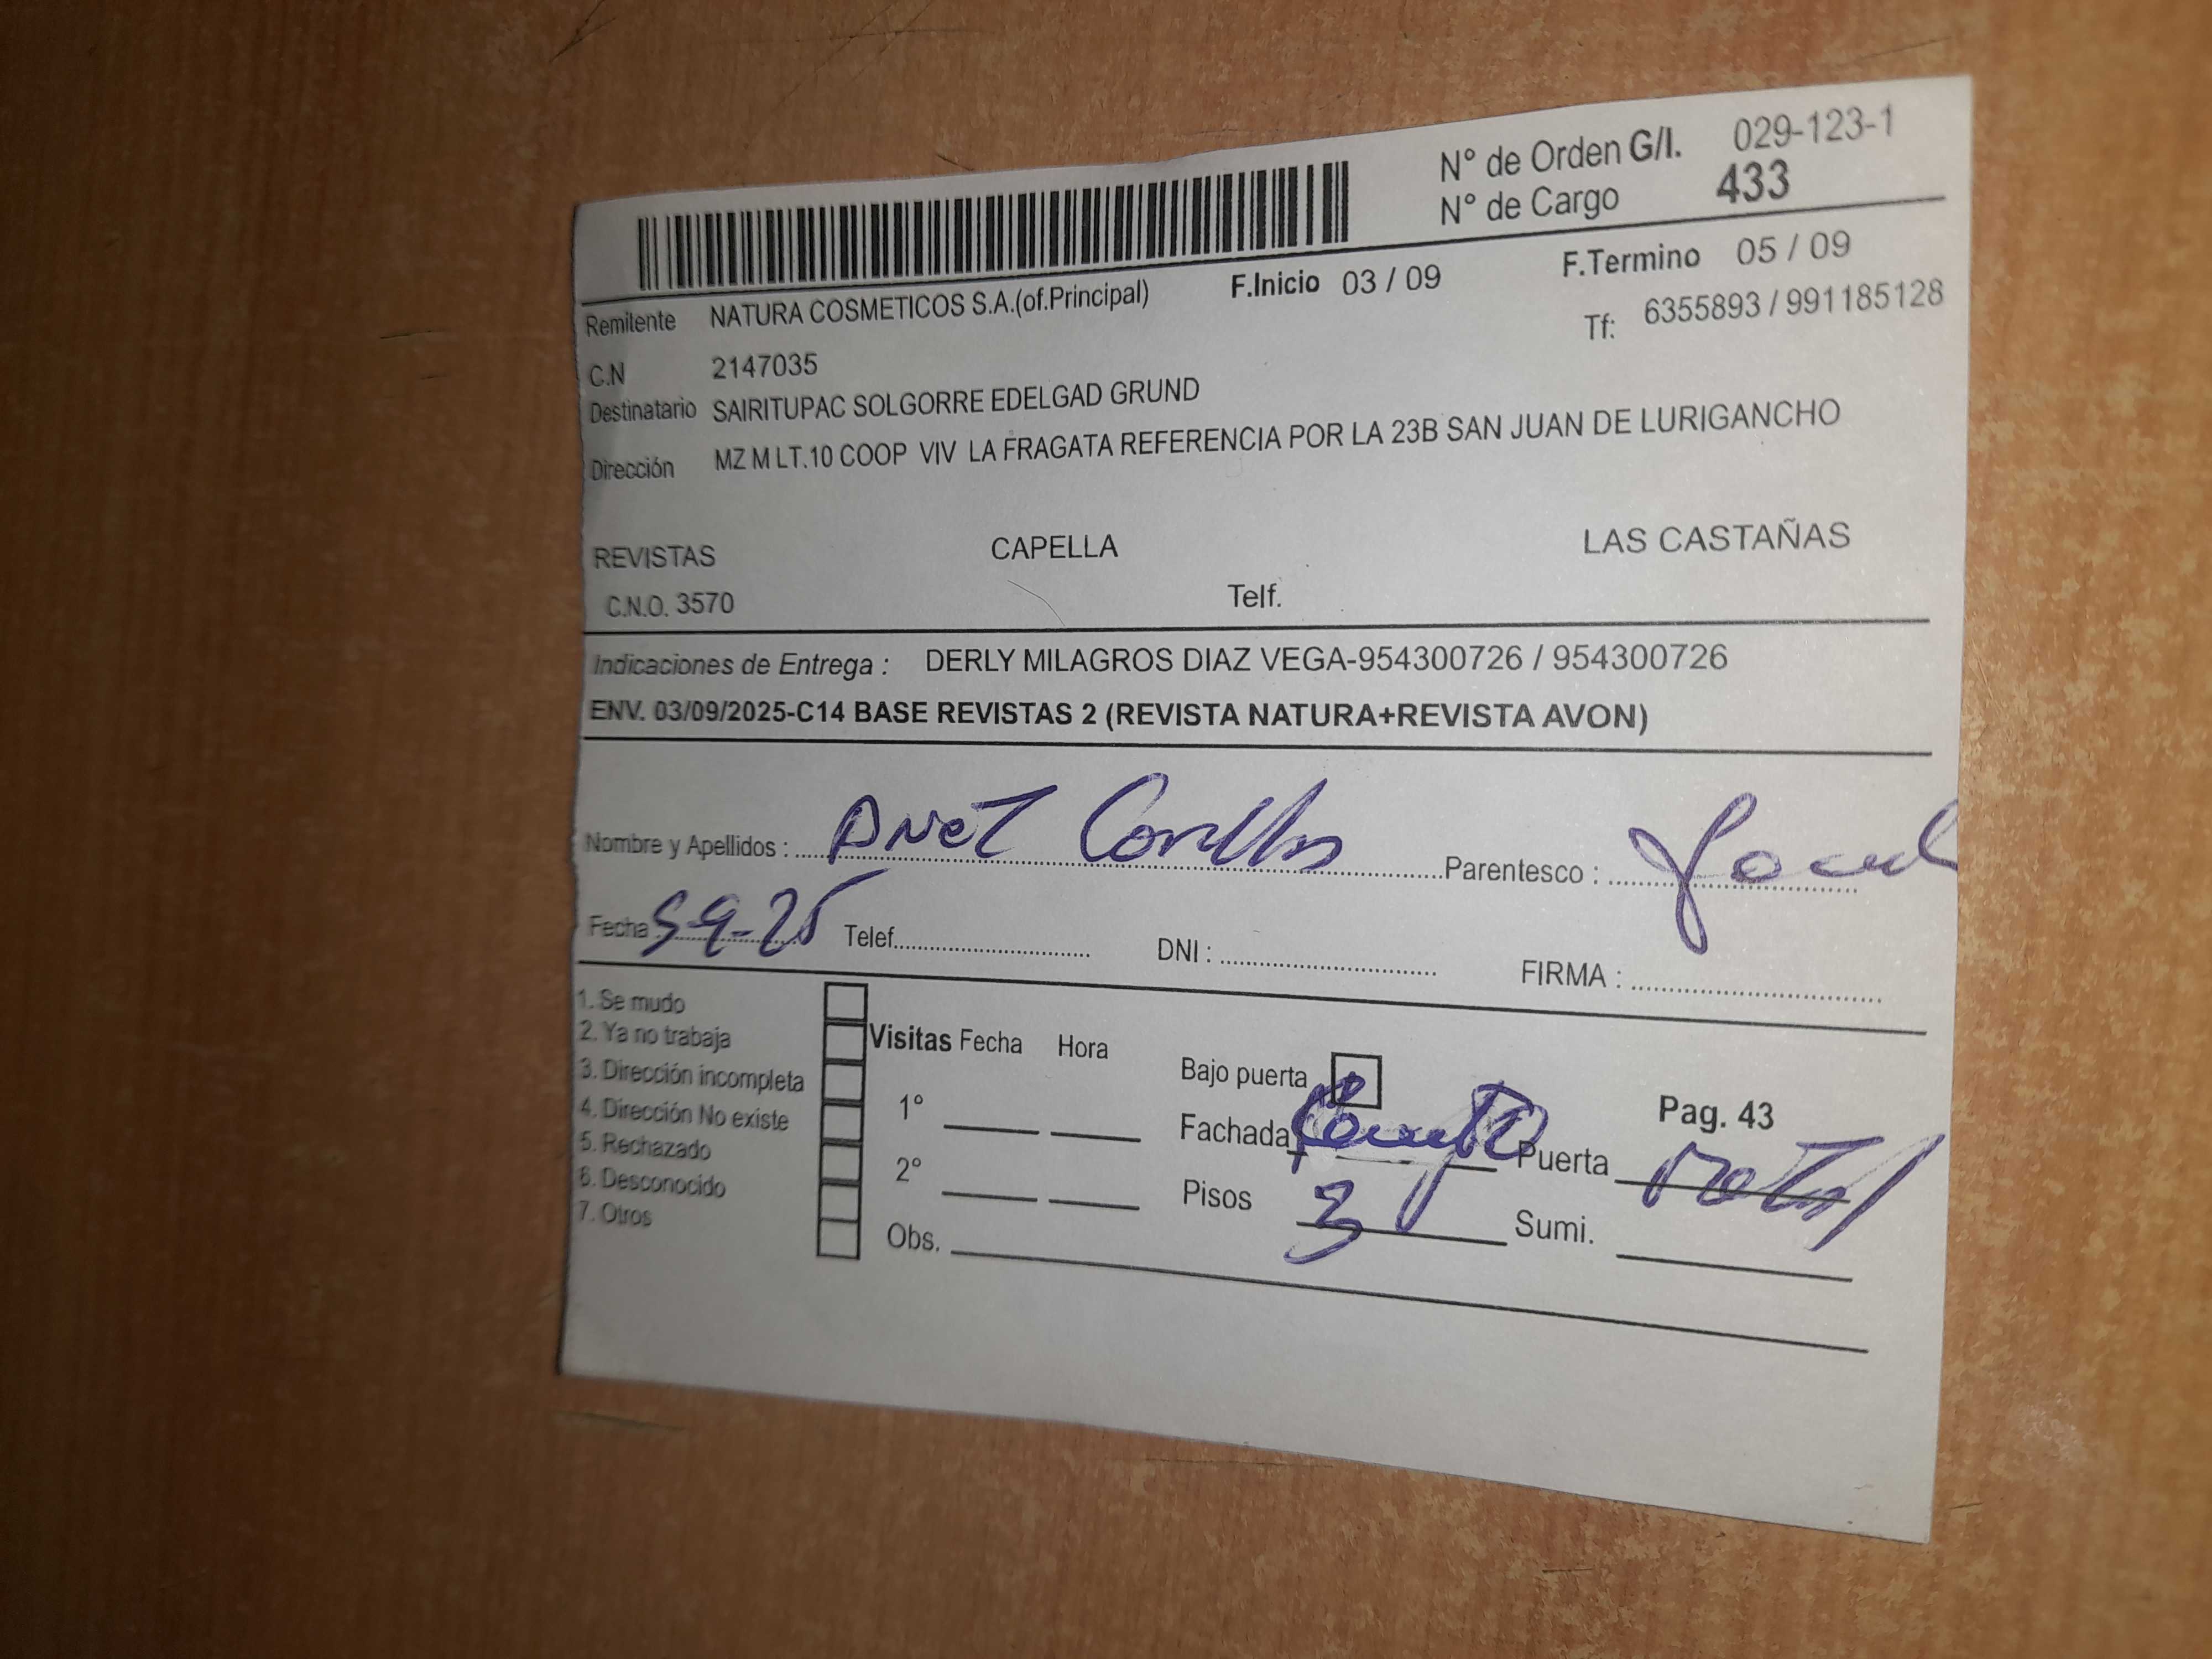 N° de Orden G/I. 029-123-1
N° de Cargo 433
F.Inicio 03 / 09 F.Termino 05 / 09
Remitente NATURA COSMETICOS S.A.(of.Principal) Tf: 6355893 / 991185128
C.N 2147035
Destinatario SAIRITUPAC SOLGORRE EDELGAD GRUND
Dirección MZ M LT.10 COOP VIV LA FRAGATA REFERENCIA POR LA 23B SAN JUAN DE LURIGANCHO
REVISTAS CAPELLA LAS CASTAÑAS
C.N.O. 3570 Telf.
Indicaciones de Entrega : DERLY MILAGROS DIAZ VEGA-954300726 / 954300726
ENV. 03/09/2025-C14 BASE REVISTAS 2 (REVISTA NATURA+REVISTA AVON)
Nombre y Apellidos : ANeT Parentesco :
Fecha 5-9-25 Telef. DNI : FIRMA :
1. Se mudo
2. Ya no trabaja
3. Dirección incompleta
4. Dirección No existe
5. Rechazado
6. Desconocido
7. Otros
Visitas Fecha Hora
1°
2°
Obs.
Bajo puerta Pag. 43
Fachada Puerta
Pisos 3 Sumi.